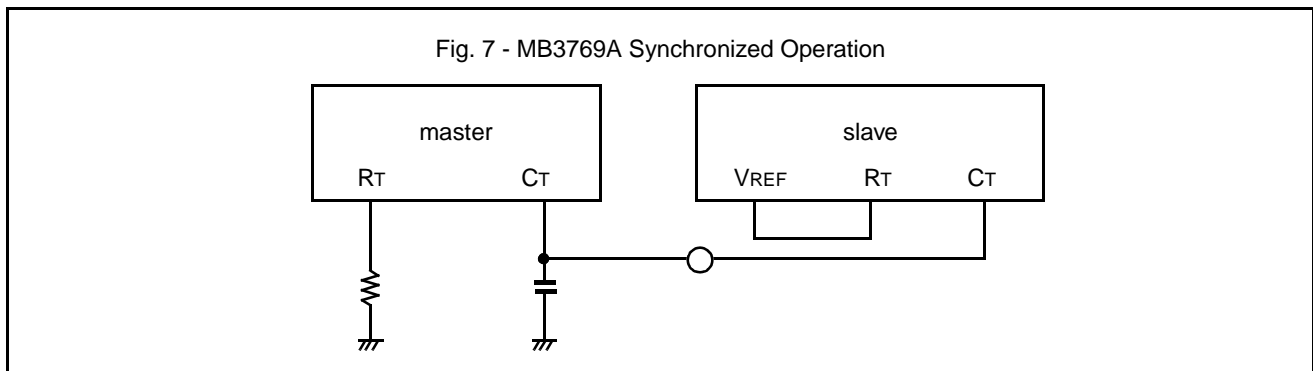 Fig. 7 - MB3769A Synchronized Operation
master
slave
RT
CT
VREF
RT
CT